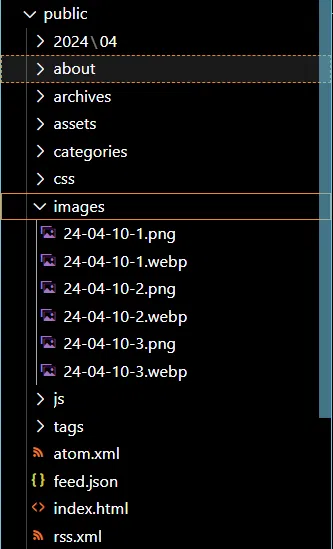 public
2024\04
about
archives
assets
categories
css
images
24-04-10-1.png
24-04-10-1.webp
24-04-10-2.png
24-04-10-2.webp
24-04-10-3.png
24-04-10-3.webp
js
tags
atom.xml
feed.json
index.html
rss.xml